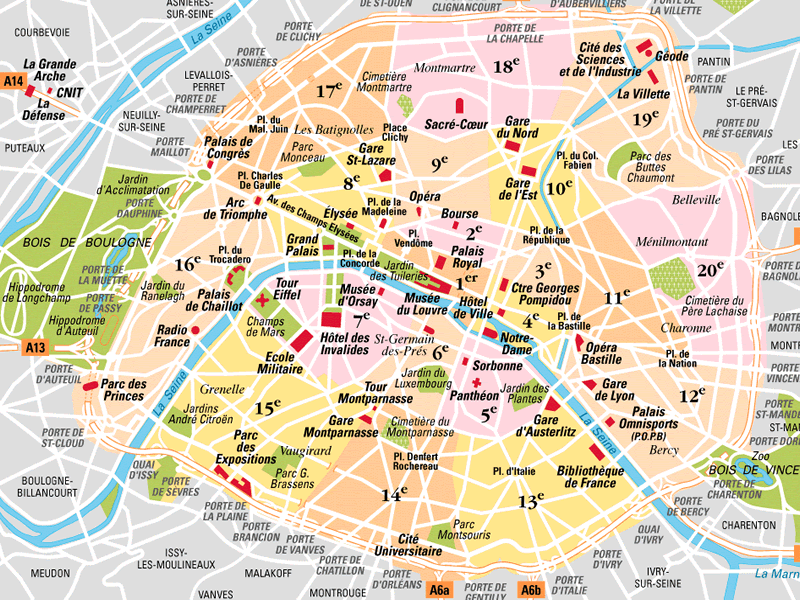 ASNIÈRES-
SUR-SEINE
COURBEVOIE
La Seine
PORTE
DE CLICHY
DE ST-OUEN
PORTE DE
CLIGNANCOURT
PORTE
DE LA CHAPELLE
PORTE
D'AUBERVILLIERS
PORTE DE
LA VILLETTE
PORTE
D'ASNIÈRES
La Grande
Arche
CNIT
La
Défense
A14
LEVALLOIS-
PERRET
PORTE DE
CHAMPERRET
NEUILLY-
SUR-SEINE
PUTEAUX
PORTE
MAILLOT
17e
Cimetière
Montmartre
Montmartre
18e
Sacré-Cœur
Cité des
Sciences
et de l'Industrie
Géode
La Villette
PANTIN
PORTE DE
PANTIN
LE PRÉ-
ST-GERVAIS
PORTE DU
PRÉ ST-GERVAIS
19e
LES
PORTE
DES LILAS
Pl. du
Mal. Juin
Les Batignolles
Place
Clichy
Palais de
Congrès
Parc
Monceau
Gare
St-Lazare
9e
Gare
du Nord
Pl. du Col.
Fabien
Parc des
Buttes
Chaumont
Jardin
d'Acclimatation
Pl. Charles
De Gaulle
8e
Gare
de l'Est
10e
Belleville
PORTE
DAUPHINE
Arc
de Triomphe
Av. des Champs Elysées
Élysée
Pl. de la
Madeleine
Opéra
Bourse
2e
Pl. de la
République
Ménilmontant
BAGNOLET
BOIS DE BOULOGNE
Pl. du
Trocadero
Grand
Palais
Pl. de la
Concorde
Pl.
Vendôme
Palais
Royal
Jardin
des Tuileries
1er
3e
20e
PORTE DE
BAGNOLET
PORTE DE
LA MUETTE
16e
Hippodrome
de Longchamp
Jardin du
Ranelagh
Palais
de Chaillot
Tour
Eiffel
Musée
d'Orsay
Musée
du Louvre
Hôtel
de Ville
Ctre Georges
Pompidou
11e
Cimetière du
Père Lachaise
PORTE
DE PASSY
Hippodrome
d'Auteuil
Radio
France
Champs
de Mars
7e
Hôtel des
Invalides
St-Germain
des-Prés
6e
4e
Pl. de
la Bastille
Charonne
Notre-
Dame
Opéra
Bastille
Pl. de
la Nation
A13
PORTE
D'AUTEUIL
Ecole
Militaire
Parc des
Princes
La Seine
Grenelle
15e
Tour
Montparnasse
Jardin du
Luxembourg
Sorbonne
Panthéon
5e
Jardin des
Plantes
Gare
de Lyon
12e
Palais
Omnisports
(P.O.P.B)
Jardins
André Citroën
Gare
Montparnasse
Cimetière du
Montparnasse
Gare
d'Austerlitz
La Seine
Bercy
PORTE DE
ST-CLOUD
Parc
des
Expositions
Vaugirard
Parc G.
Brassens
Pl. Denfert
Rochereau
Pl. d'Italie
Bibliothèque
de France
Zoo
BOIS DE VINCENNES
PORTE DE
CHARENTON
QUAI
D'ISSY
PORTE
DE SÈVRES
BOULOGNE-
BILLANCOURT
14e
13e
PORTE DE
LA PLAINE
PORTE
BRANCION
PORTE
DE VANVES
PORTE DE
CHATILLON
Cité
Universitaire
Parc
Montsouris
PORTE
DE BERCY
QUAI
D'IVRY
CHARENTON
ISSY-
LES-MOULINEAUX
MEUDON
VANVES
MALAKOFF
MONTROUGE
PORTE
D'ORLÉANS
A6a
PORTE
DE GENTILLY
A6b
PORTE
D'ITALIE
PORTE
D'IVRY
IVRY-
SUR-SEINE
La Marn